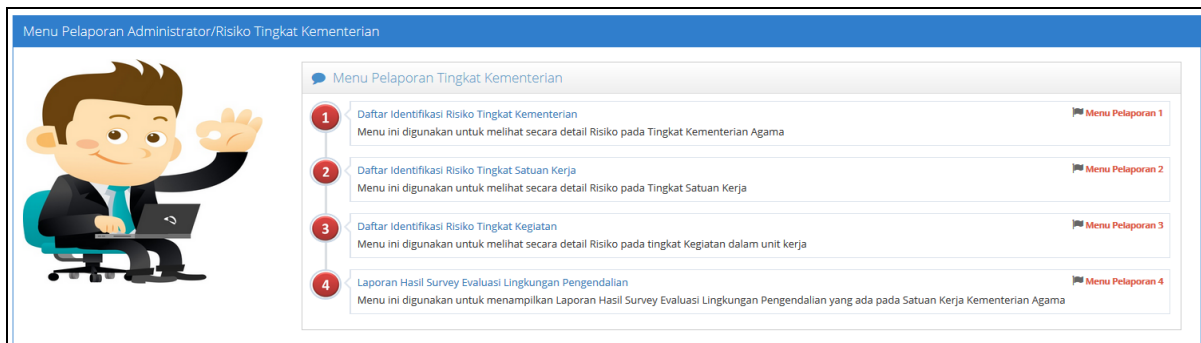 Menu Pelaporan Administrator/Risiko Tingkat Kementerian
Menu Pelaporan Tingkat Kementerian
1
Daftar Identifikasi Risiko Tingkat Kementerian
Menu Pelaporan 1
Menu ini digunakan untuk melihat secara detail Risiko pada Tingkat Kementerian Agama
2
Daftar Identifikasi Risiko Tingkat Satuan Kerja
Menu Pelaporan 2
Menu ini digunakan untuk melihat secara detail Risiko pada Tingkat Satuan Kerja
3
Daftar Identifikasi Risiko Tingkat Kegiatan
Menu Pelaporan 3
Menu ini digunakan untuk melihat secara detail Risiko pada tingkat Kegiatan dalam unit kerja
4
Laporan Hasil Survey Evaluasi Lingkungan Pengendalian
Menu Pelaporan 4
Menu ini digunakan untuk menampilkan Laporan Hasil Survey Evaluasi Lingkungan Pengendalian yang ada pada Satuan Kerja Kementerian Agama